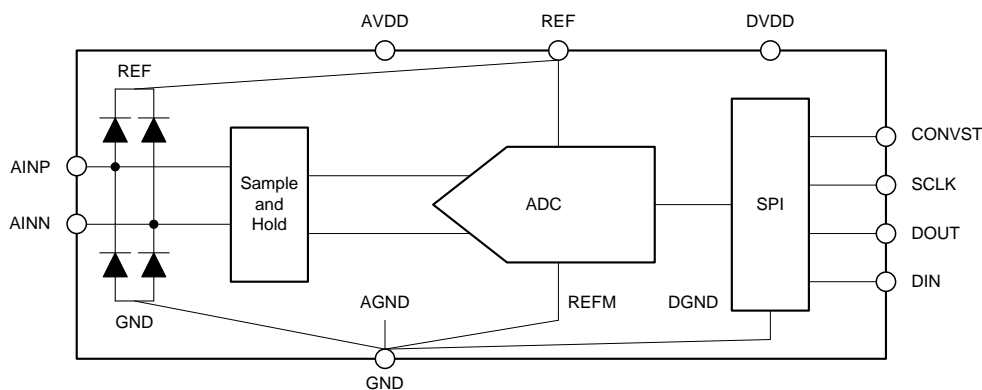 AVDD
REF
DVDD
REF
CONVST
AINP
Sample
and
Hold
ADC
SPI
SCLK
AINN
DOUT
DIN
AGND
REFM
DGND
GND
GND